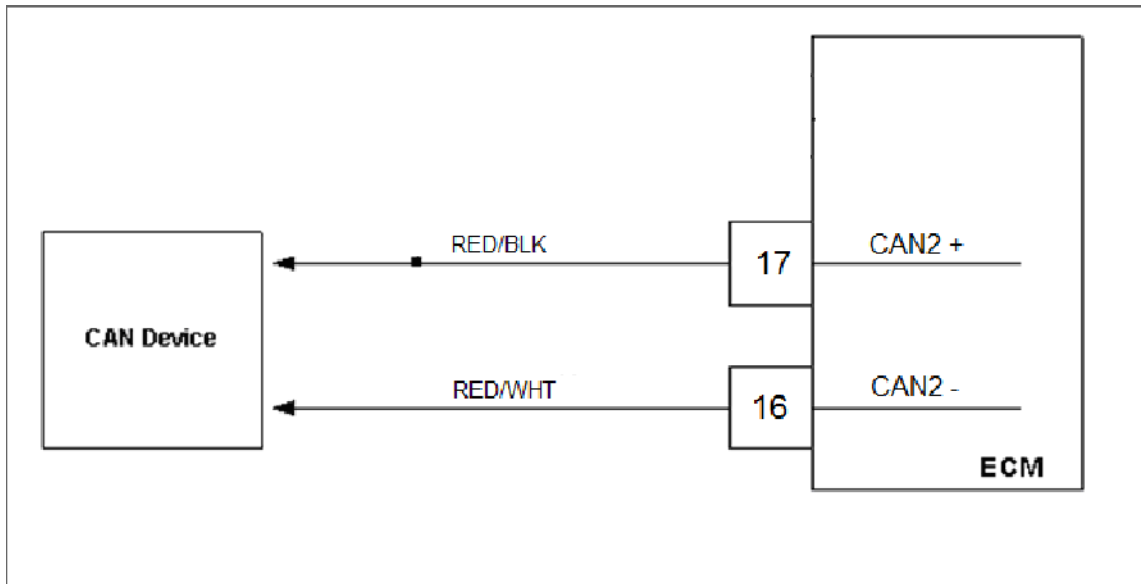 RED/BLK
17
CAN2 +
CAN Device
RED/WHT
16
CAN2 -
ECM